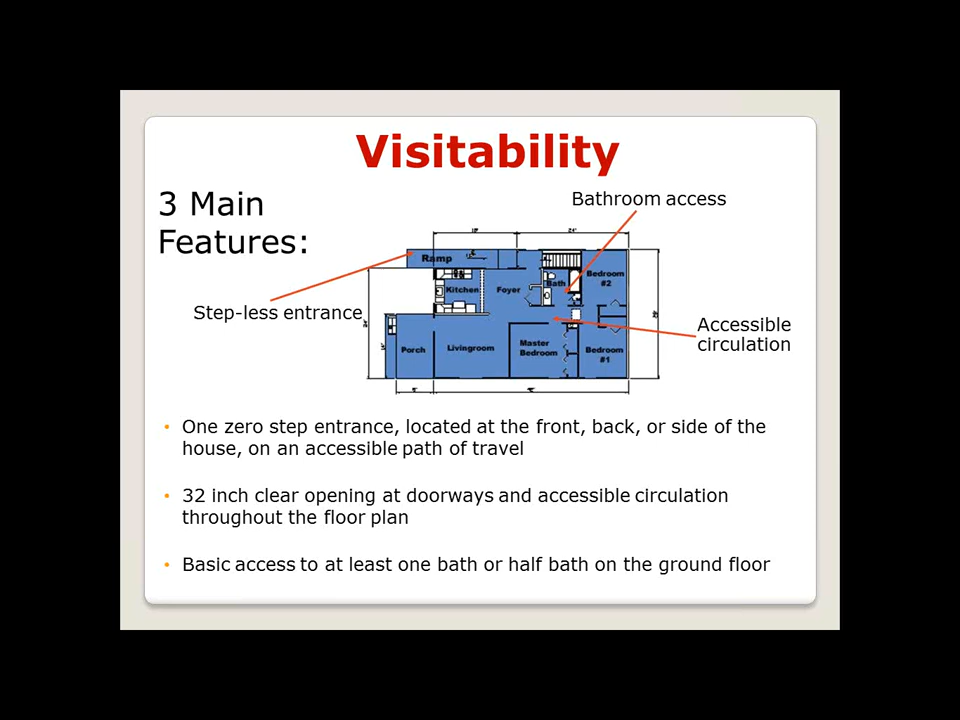 Visitability
3 Main
Features:
Bathroom access
Step-less entrance
Accessible
circulation
Ramp
Kitchen
Foyer
Bath
Bedroom
#2
Porch
Livingroom
Master
Bedroom
Bedroom
#1
• One zero step entrance, located at the front, back, or side of the
house, on an accessible path of travel
• 32 inch clear opening at doorways and accessible circulation
throughout the floor plan
• Basic access to at least one bath or half bath on the ground floor